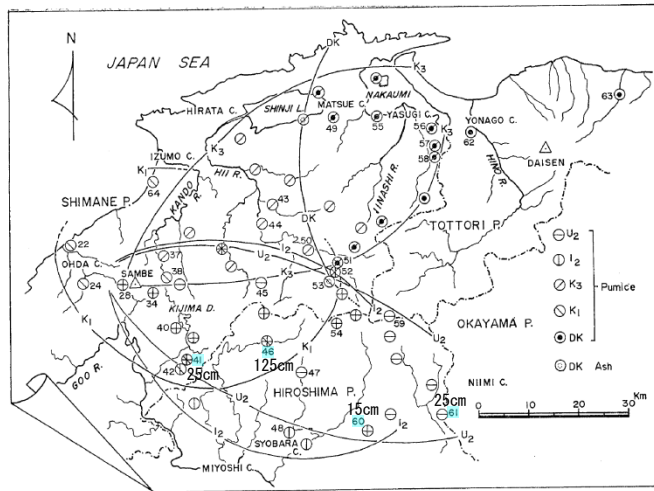 N
JAPAN SEA
DK
K3
NAKAUMI
SHINJI L.
MATSUE C.
HIRATA C.
49
55
YASUGI C.
56
K3
57
58
YONAGO C.
62
63
DAISEN
HINO R.
IZUMO C.
K3
HII R.
K1
64
SHIMANE P.
KANDO R.
43
44
DK
IINASHI R.
TOTTORI P.
22
OHDA C.
24
SAMBE
28
34
37
38
U2
I2
50
51
52
53
K3
45
KIJIMA D.
40
41
25cm
42
46
125cm
K1
54
59
U2
OKAYAMA P.
K1
GOO R.
HIROSHIMA P.
47
NIIMI C.
U2
I2
15cm
60
25cm
61
48
SYOBARA C.
I2
U2
MIYOSHI C.
U2
I2
K3
K1
DK
Pumice
DK Ash
0 10 20 30 Km